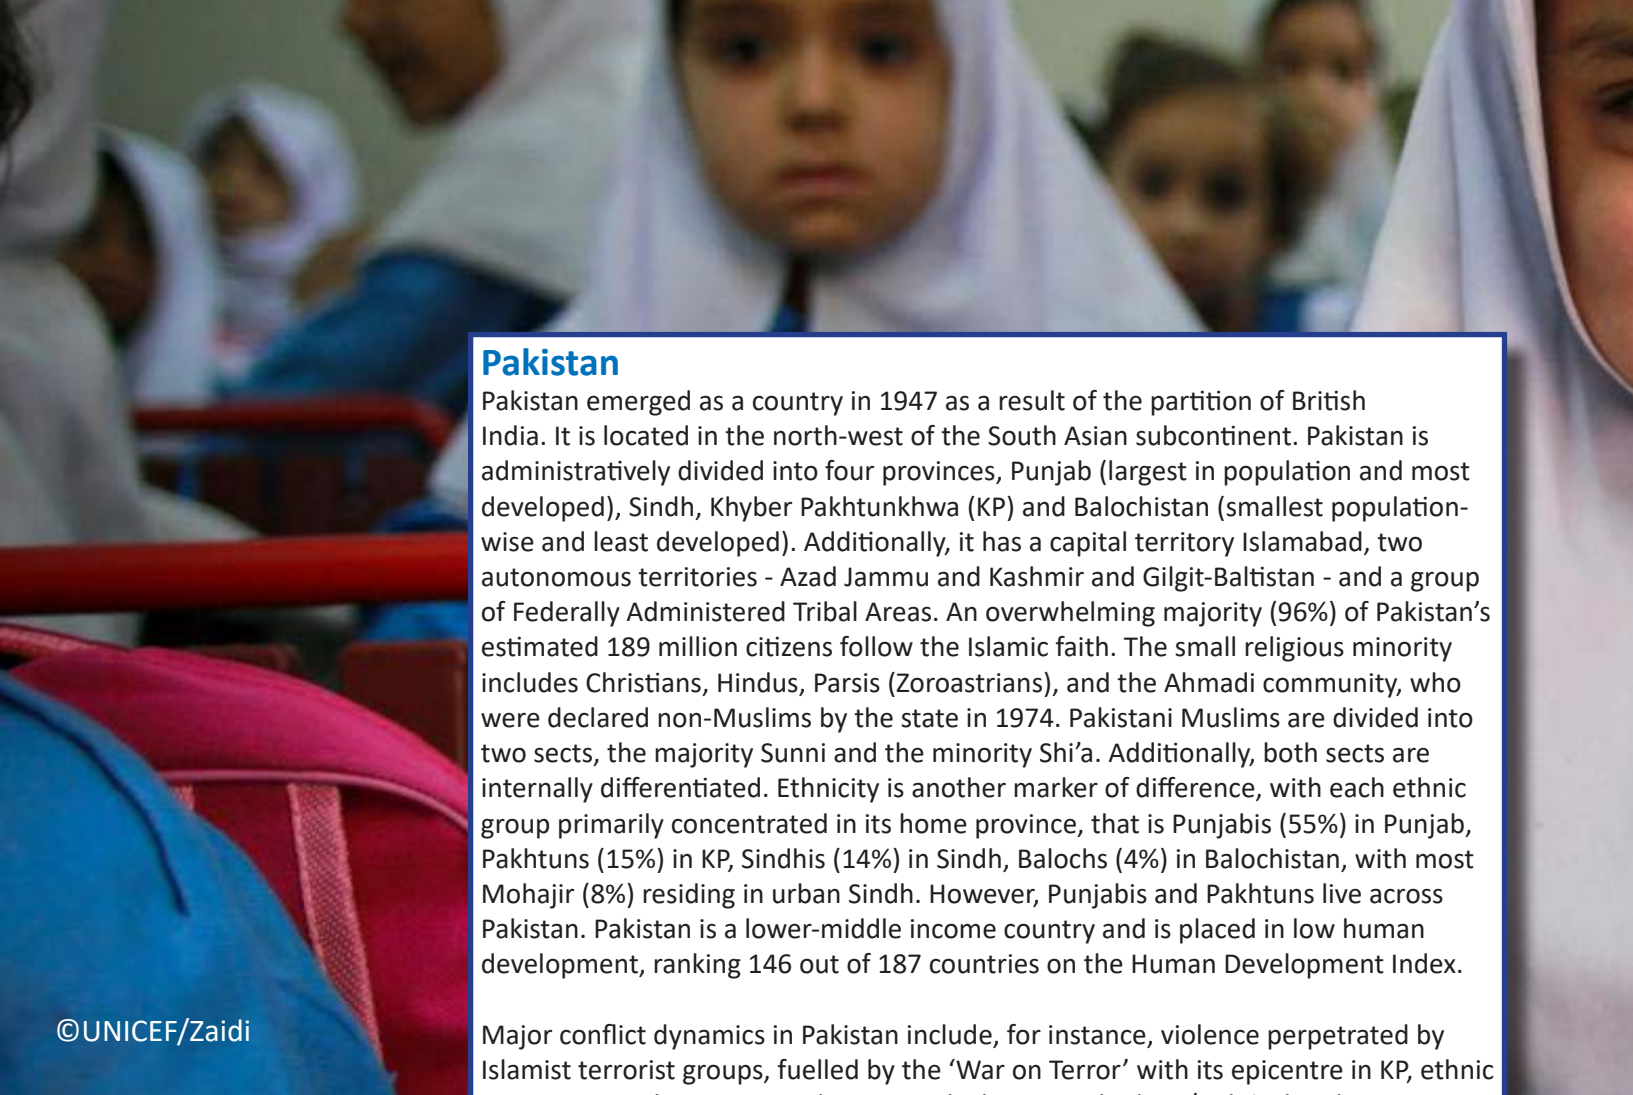 Pakistan
Pakistan emerged as a country in 1947 as a result of the partition of British
India. It is located in the north-west of the South Asian subcontinent. Pakistan is
administratively divided into four provinces, Punjab (largest in population and most
developed), Sindh, Khyber Pakhtunkhwa (KP) and Balochistan (smallest population-
wise and least developed). Additionally, it has a capital territory Islamabad, two
autonomous territories - Azad Jammu and Kashmir and Gilgit-Baltistan - and a group
of Federally Administered Tribal Areas. An overwhelming majority (96%) of Pakistan’s
estimated 189 million citizens follow the Islamic faith. The small religious minority
includes Christians, Hindus, Parsis (Zoroastrians), and the Ahmadi community, who
were declared non-Muslims by the state in 1974. Pakistani Muslims are divided into
two sects, the majority Sunni and the minority Shi’a. Additionally, both sects are
internally differentiated. Ethnicity is another marker of difference, with each ethnic
group primarily concentrated in its home province, that is Punjabis (55%) in Punjab,
Pakhtuns (15%) in KP, Sindhis (14%) in Sindh, Balochs (4%) in Balochistan, with most
Mohajir (8%) residing in urban Sindh. However, Punjabis and Pakhtuns live across
Pakistan. Pakistan is a lower-middle income country and is placed in low human
development, ranking 146 out of 187 countries on the Human Development Index.
Major conflict dynamics in Pakistan include, for instance, violence perpetrated by
Islamist terrorist groups, fuelled by the ‘War on Terror’ with its epicentre in KP, ethnic
©UNICEF/Zaidi